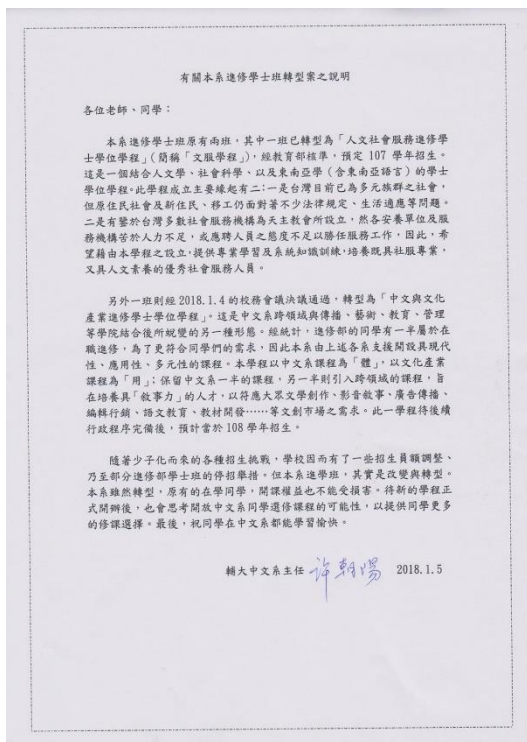 有關本系進修學士班轉型案之說明
各位老師、同學：
本系進修學士班原有兩班，其中一班已轉型為「人文社會服務進修學
士學位學程」（簡稱「文服學程」），經教育部核準，預定 107 學年招生。
這是一個結合人文學、社會科學、以及東南亞學（含東南亞語言）的學士
學位學程。此學程成立主要緣起有二：一是台灣目前已為多元族群之社會，
但原住民社會及新住民、移工仍面對著不少法律規定、生活適應等問題。
二是有鑒於台灣多數社會服務機構為天主教會所設立，然各安養單位及服
務機構苦於人力不足，或應聘人員之態度不足以勝任服務工作，因此，希
望藉由本學程之設立，提供專業學習及系統知識訓練，培養既具社服專業，
又具人文素養的優秀社會服務人員。
另外一班則經 2018.1.4 的校務會議決議通過，轉型為「中文與文化
產業進修學士學位學程」。這是中文系跨領域與傳播、藝術、教育、管理
等學院結合後所蛻變的另一種形態。經統計，進修部的同學有一半屬於在
職進修，為了更符合同學們的需求，因此本系由上述各系支援開設具現代
性、應用性、多元性的課程。本學程以中文系課程為「體」，以文化產業
課程為「用」；保留中文系一半的課程，另一半則引入跨領域的課程，旨
在培養具「敘事力」的人才，以符應大眾文學創作、影音敘事、廣告傳播、
編輯行銷、語文教育、教材開發……等文創市場之需求。此一學程待後續
行政程序完備後，預計當於 108 學年招生。
隨著少子化而來的各種招生挑戰，學校因而有了一些招生員額調整、
乃至部分進修部學士班的停招舉措。但本系進學班，其實是改變與轉型。
本系雖然轉型，原有的在學同學，開課權益也不能受損害。待新的學程正
式開辦後，也會思考開放中文系同學選修課程的可能性，以提供同學更多
的修課選擇。最後，祝同學在中文系都能學習愉快。
輔大中文系主任 許朝陽 2018.1.5